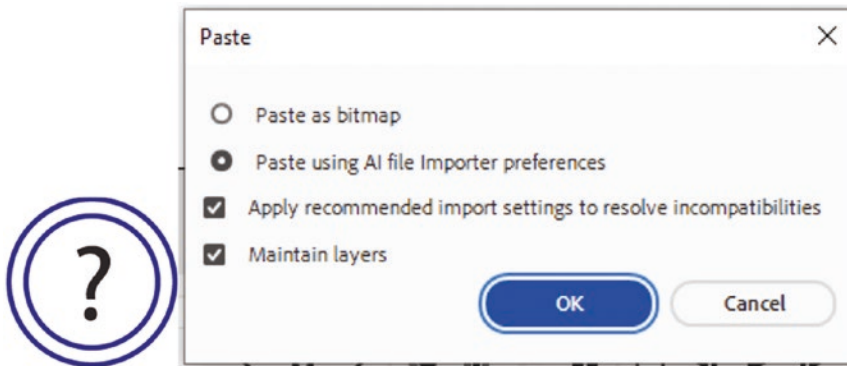 Paste
Paste as bitmap
Paste using AI file Importer preferences
Apply recommended import settings to resolve incompatibilities
Maintain layers
OK Cancel
?